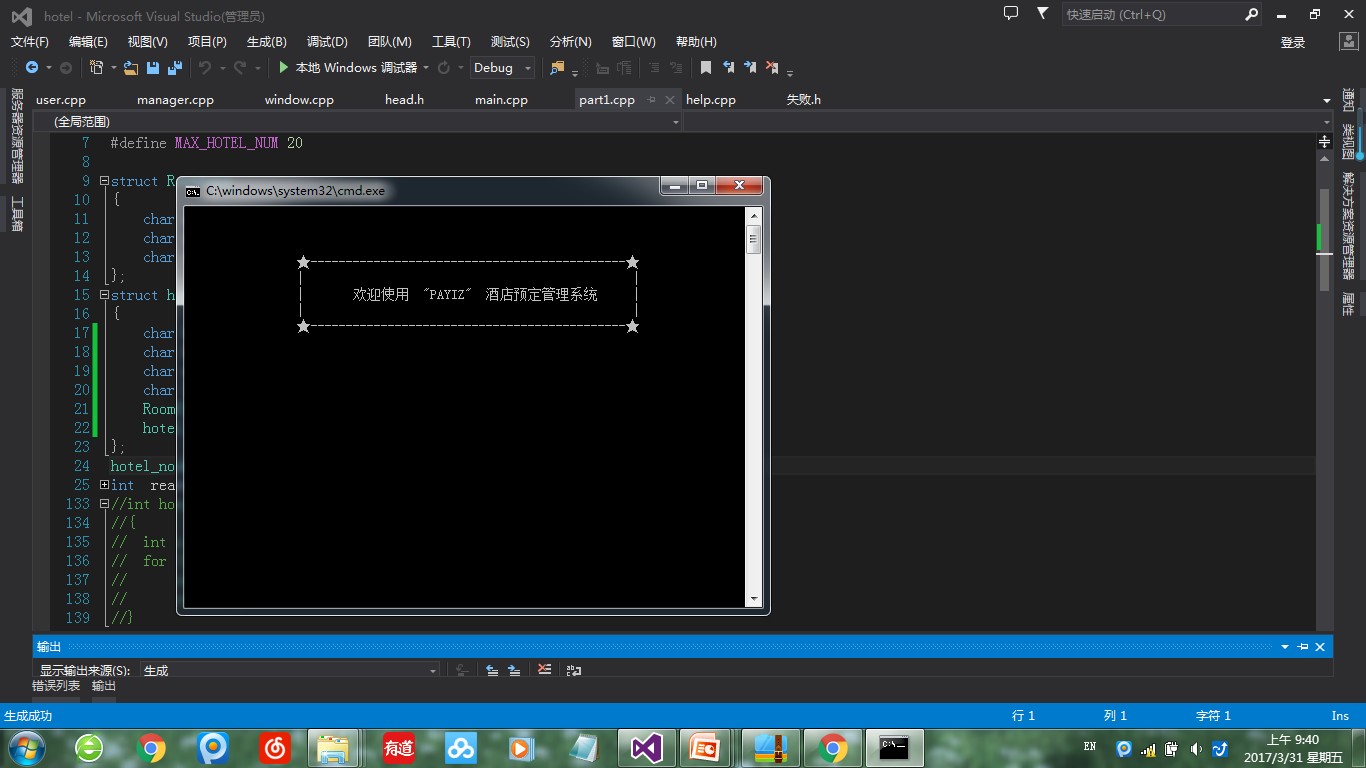 hotel - Microsoft Visual Studio(管理员)
快速启动 (Ctrl+Q)
文件(F) 编辑(E) 视图(V) 项目(P) 生成(B) 调试(D) 团队(M) 工具(T) 测试(S) 分析(N) 窗口(W) 帮助(H)
登录
本地 Windows 调试器 Debug
user.cpp manager.cpp window.cpp head.h main.cpp part1.cpp help.cpp 失败.h
(全局范围)
服务器资源管理器
工具箱
通知
类视图
解决方案资源管理器
属性
7 #define MAX_HOTEL_NUM 20
8
9 struct R
10 {
11 char
12 char
13 char
14 };
15 struct h
16 {
17 char
18 char
19 char
20 char
21 Room
22 hote
23 };
24 hotel_no
25 int rea
133 //int ho
134 //{
135 // int
136 // for
137 //
138 //
139 //}
C:\windows\system32\cmd.exe
欢迎使用 "PAYIZ" 酒店预定管理系统
输出
显示输出来源(S): 生成
错误列表 输出
生成成功 行 1 列 1 字符 1 Ins
有道
EN
上午 9:40
2017/3/31 星期五